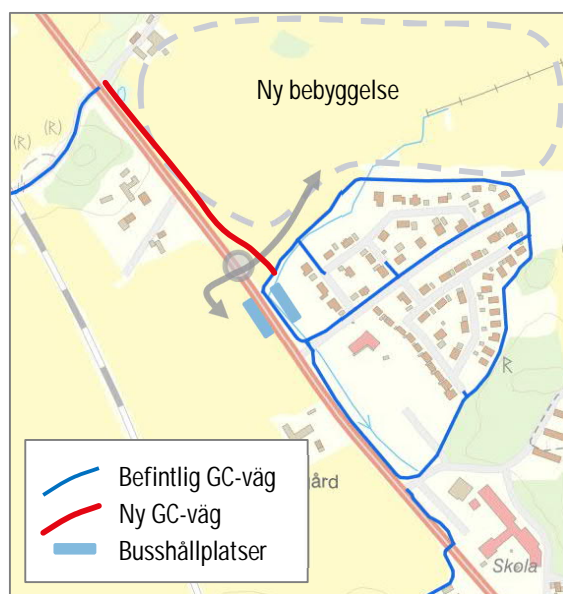 Ny bebyggelse
(R) (R)
R
Befintlig GC-väg
Ny GC-väg
Busshållplatser
gård
Skola